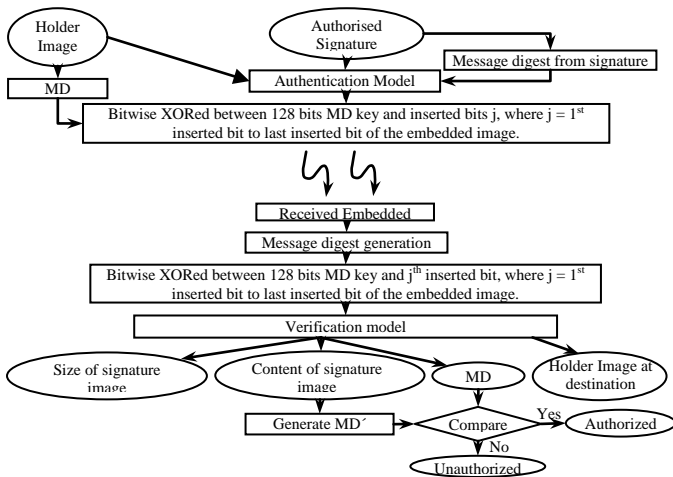 Holder
Image
Authorised
Signature
Message digest from signature
MD
Authentication Model
Bitwise XORed between 128 bits MD key and inserted bits j, where j = 1st
inserted bit to last inserted bit of the embedded image.
Received Embedded
Message digest generation
Bitwise XORed between 128 bits MD key and jth inserted bit, where j = 1st
inserted bit to last inserted bit of the embedded image.
Verification model
Size of signature
image
Content of signature
image
MD
Holder Image at
destination
Generate MD´
Compare
Yes
Authorized
No
Unauthorized